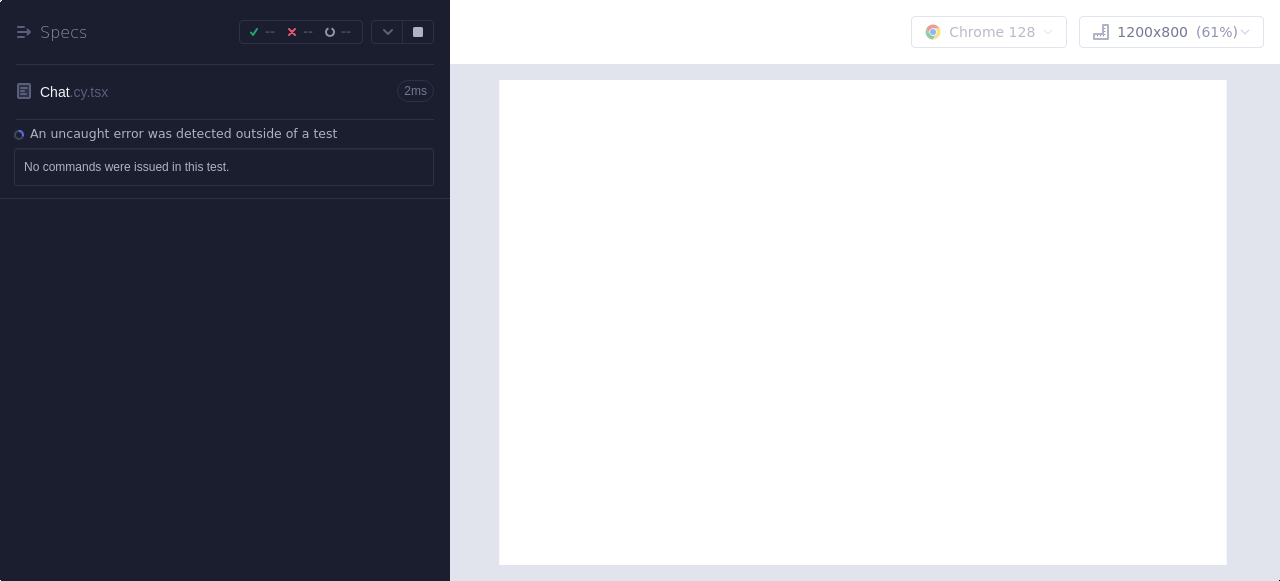 Specs
--
--
--
Chrome 128
1200x800 (61%)
Chat.cy.tsx
2ms
An uncaught error was detected outside of a test
No commands were issued in this test.